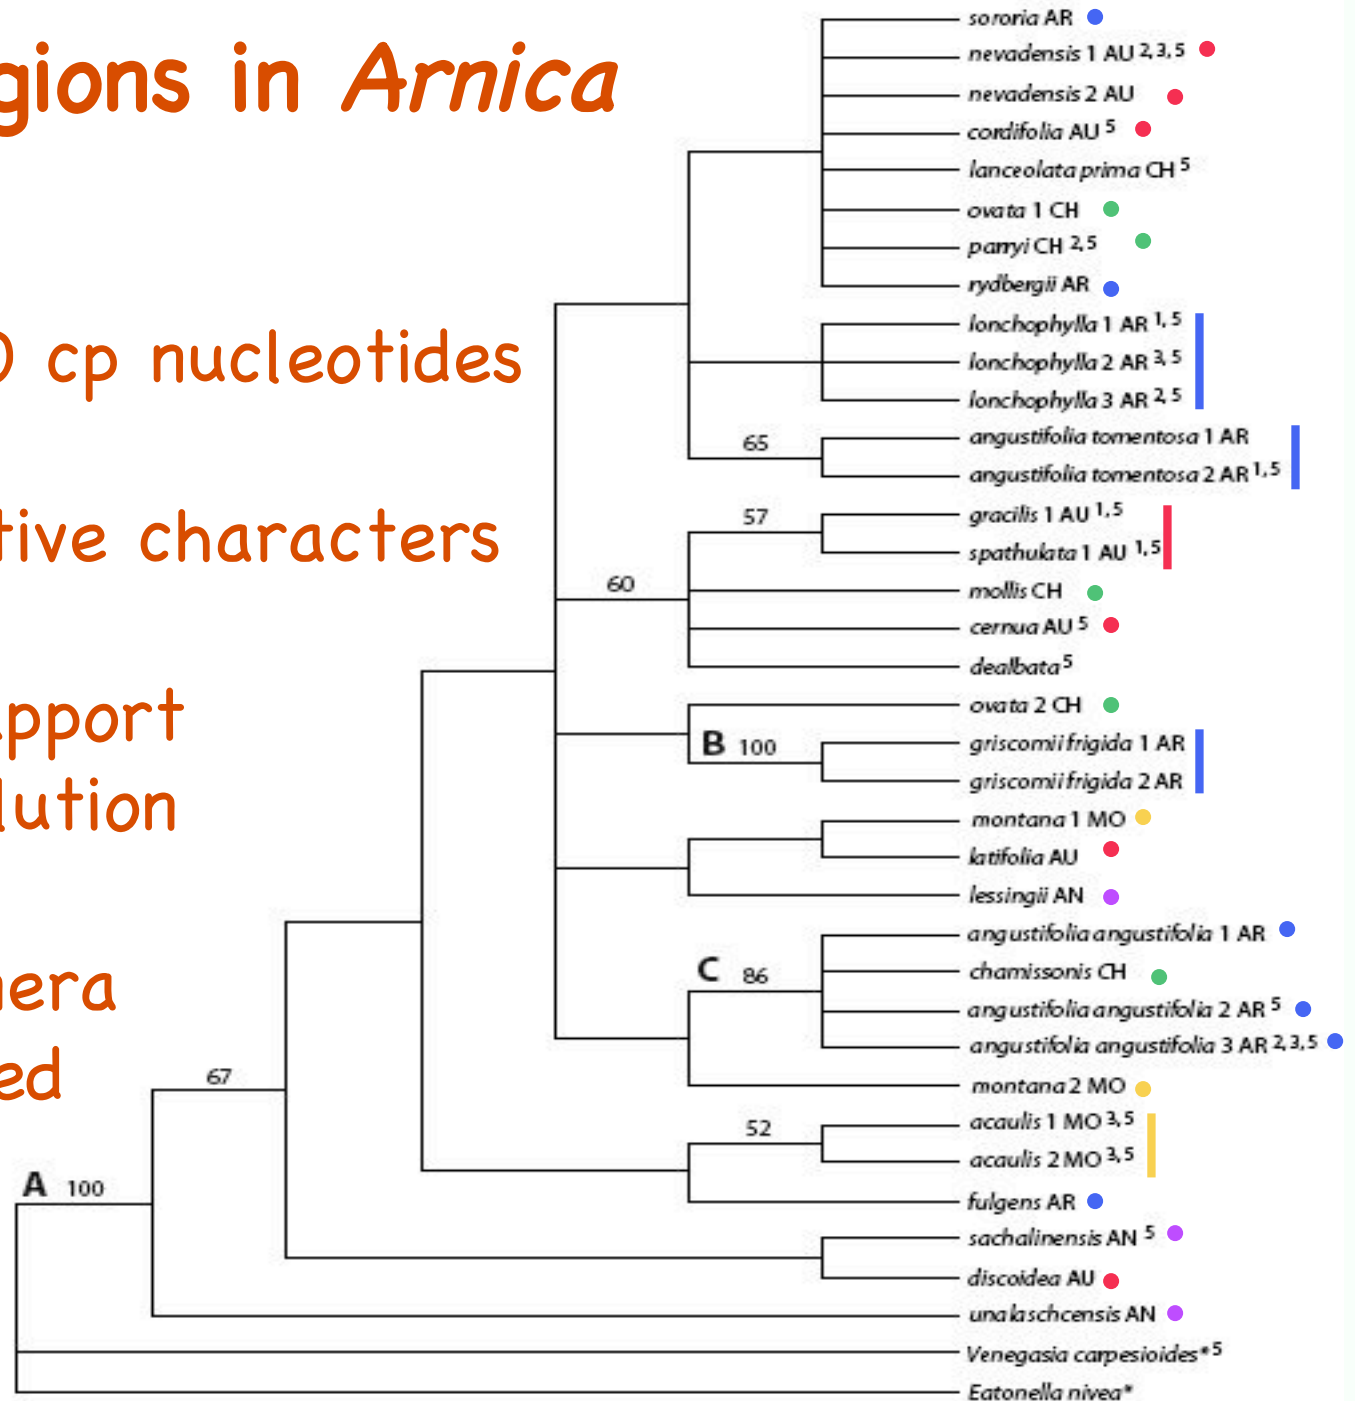 gions in Arnica
0 cp nucleotides
tive characters
pport
lution
nera
ed
sororia AR
nevadensis 1 AU 2, 3, 5
nevadensis 2 AU
cordifolia AU 5
lanceolata prima CH 5
ovata 1 CH
parryi CH 2, 5
rydbergii AR
lonchophylla 1 AR 1, 5
lonchophylla 2 AR 3, 5
lonchophylla 3 AR 2, 5
65
angustifolia tomentosa 1 AR
angustifolia tomentosa 2 AR 1, 5
57
gracilis 1 AU 1, 5
spathulata 1 AU 1, 5
60
mollis CH
cernua AU 5
dealbata 5
ovata 2 CH
B 100
griscomii frigida 1 AR
griscomii frigida 2 AR
montana 1 MO
latifolia AU
lessingii AN
angustifolia angustifolia 1 AR
C 86
chamissonis CH
angustifolia angustifolia 2 AR 5
angustifolia angustifolia 3 AR 2, 3, 5
67
montana 2 MO
52
acaulis 1 MO 3, 5
acaulis 2 MO 3, 5
A 100
fulgens AR
sachalinensis AN 5
discoidea AU
unalaschcensis AN
Venegasia carpesioides* 5
Eatonella nivea*